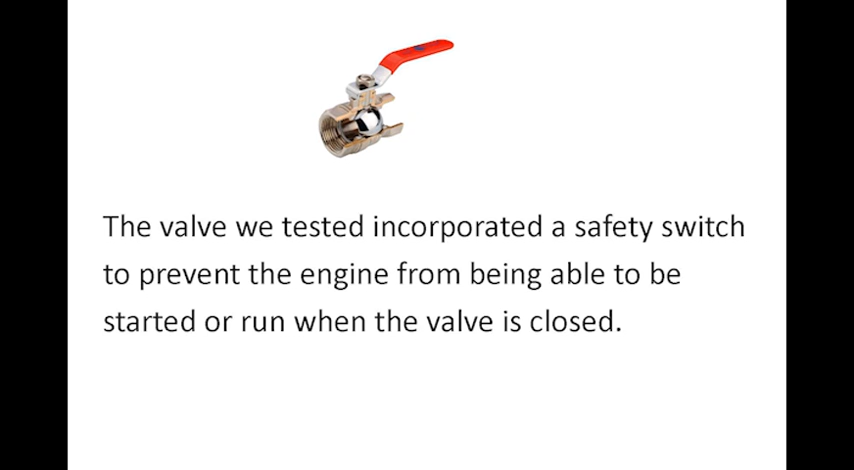 The valve we tested incorporated a safety switch
to prevent the engine from being able to be
started or run when the valve is closed.